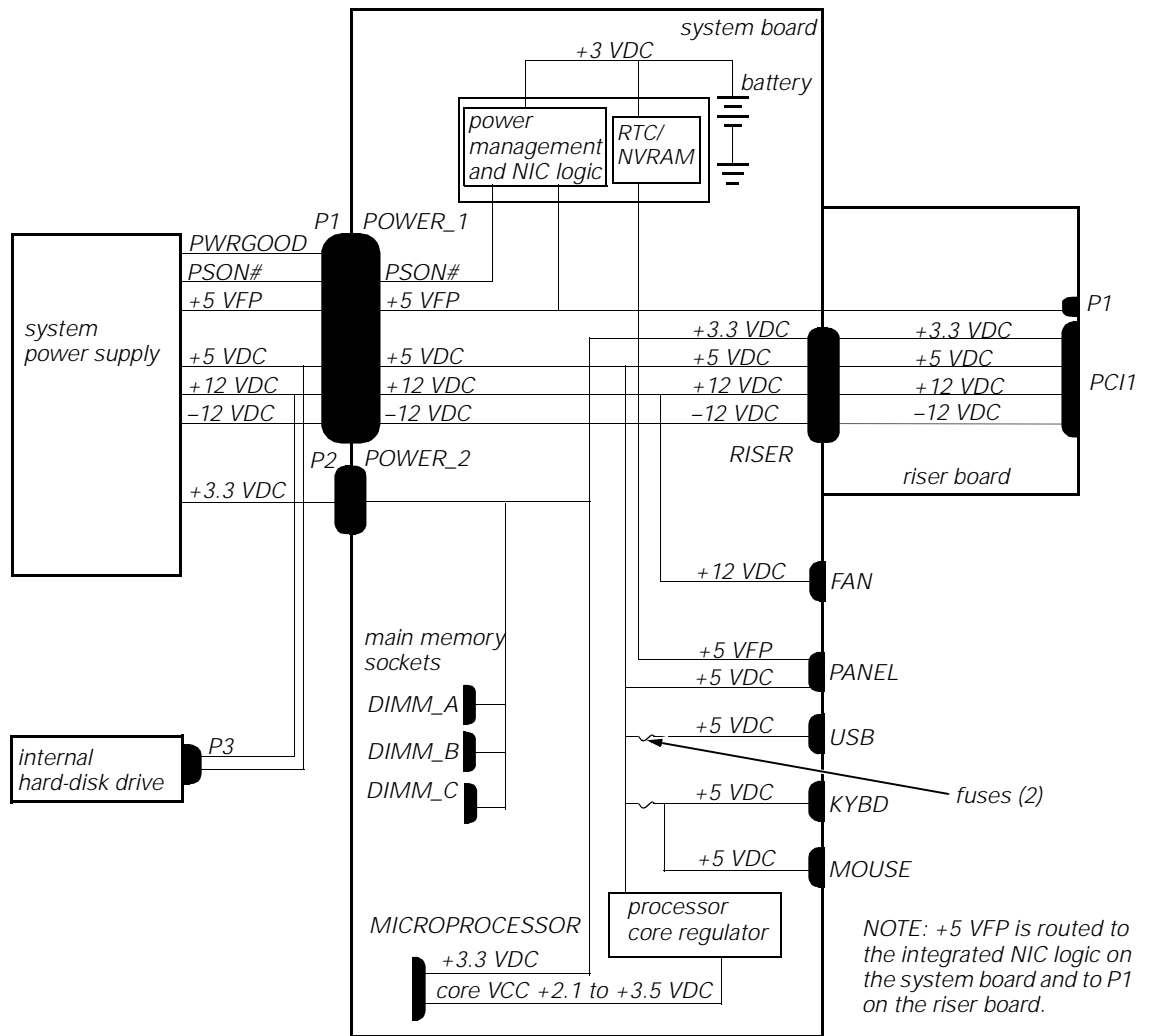 system board
+3 VDC
battery
power
management
and NIC logic
RTC/
NVRAM
P1 POWER_1
PWRGOOD
PSON#
PSON#
+5 VFP
+5 VFP
P1
system
power supply
+3.3 VDC
+3.3 VDC
+5 VDC
+5 VDC
+5 VDC
+5 VDC
PCI1
+12 VDC
+12 VDC
+12 VDC
+12 VDC
–12 VDC
–12 VDC
–12 VDC
–12 VDC
P2 POWER_2
RISER
riser board
+3.3 VDC
+12 VDC
FAN
main memory
sockets
+5 VFP
+5 VDC
PANEL
DIMM_A
+5 VDC
USB
P3
internal
hard-disk drive
DIMM_B
DIMM_C
+5 VDC
KYBD
fuses (2)
+5 VDC
MOUSE
processor
core regulator
MICROPROCESSOR
+3.3 VDC
core VCC +2.1 to +3.5 VDC
NOTE: +5 VFP is routed to
the integrated NIC logic on
the system board and to P1
on the riser board.